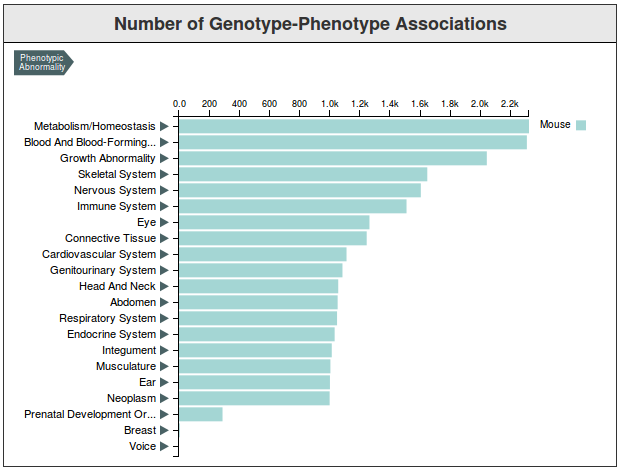 Number of Genotype-Phenotype Associations
Phenotypic
Abnormality
0.0 200 400 600 800 1.0k 1.2k 1.4k 1.6k 1.8k 2.0k 2.2k
Mouse
Metabolism/Homeostasis
Blood And Blood-Forming...
Growth Abnormality
Skeletal System
Nervous System
Immune System
Eye
Connective Tissue
Cardiovascular System
Genitourinary System
Head And Neck
Abdomen
Respiratory System
Endocrine System
Integument
Musculature
Ear
Neoplasm
Prenatal Development Or...
Breast
Voice